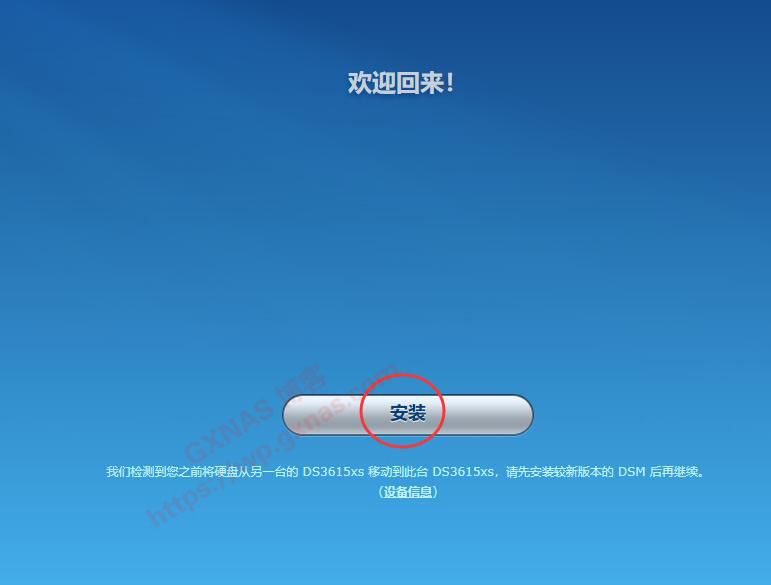 欢迎回来！
安装
我们检测到您之前将硬盘从另一台的 DS3615xs 移动到此台 DS3615xs，请先安装较新版本的 DSM 后再继续。
（设备信息）
GXNAS 博客
https://wp.gxnas.com